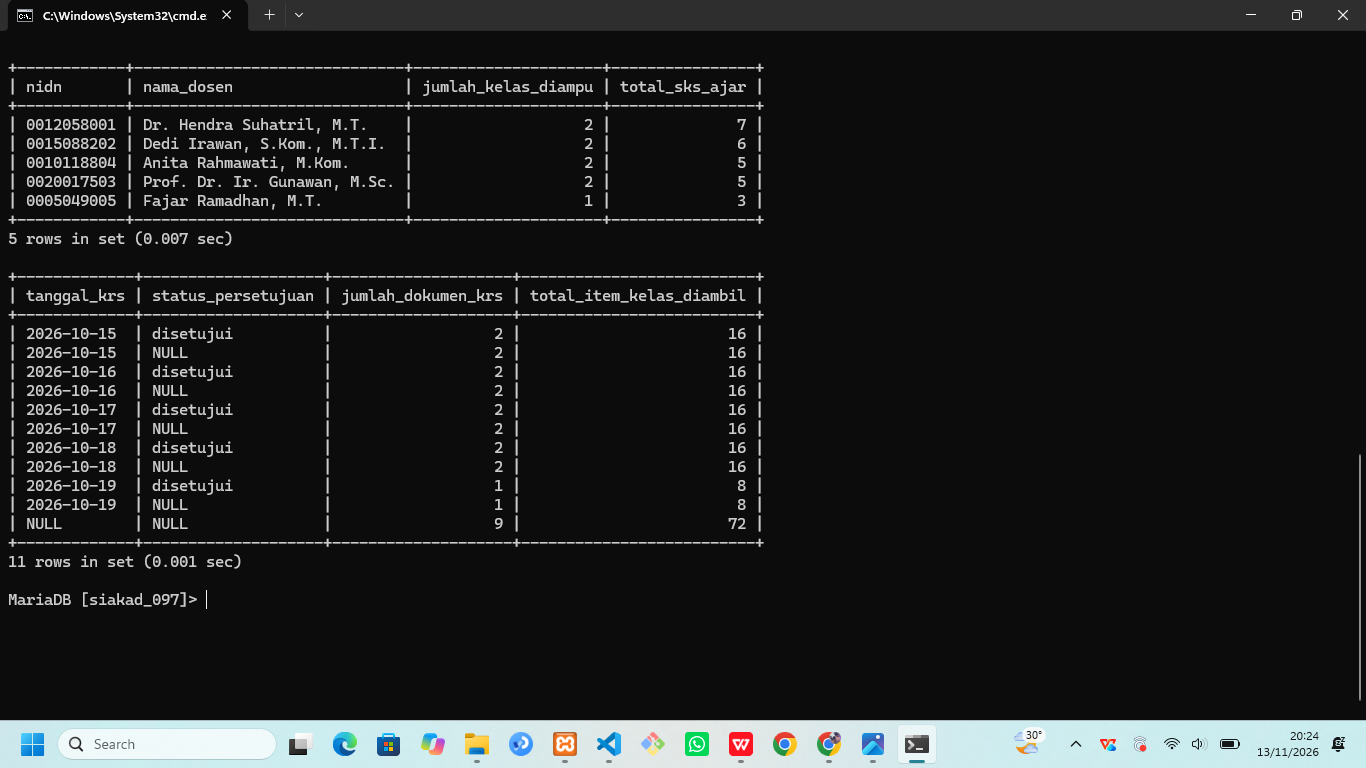 C:\Windows\System32\cmd.e
+------------+------------------------------+---------------------+----------------+
| nidn       | nama_dosen                   | jumlah_kelas_diampu | total_sks_ajar |
+------------+------------------------------+---------------------+----------------+
| 0012058001 | Dr. Hendra Suhatril, M.T.    |                   2 |              7 |
| 0015088202 | Dedi Irawan, S.Kom., M.T.I.  |                   2 |              6 |
| 0010118804 | Anita Rahmawati, M.Kom.      |                   2 |              5 |
| 0020017503 | Prof. Dr. Ir. Gunawan, M.Sc. |                   2 |              5 |
| 0005049005 | Fajar Ramadhan, M.T.         |                   1 |              3 |
+------------+------------------------------+---------------------+----------------+
5 rows in set (0.007 sec)
+-------------+--------------------+--------------------+--------------------------+
| tanggal_krs | status_persetujuan | jumlah_dokumen_krs | total_item_kelas_diambil |
+-------------+--------------------+--------------------+--------------------------+
| 2026-10-15  | disetujui          |                  2 |                       16 |
| 2026-10-15  | NULL               |                  2 |                       16 |
| 2026-10-16  | disetujui          |                  2 |                       16 |
| 2026-10-16  | NULL               |                  2 |                       16 |
| 2026-10-17  | disetujui          |                  2 |                       16 |
| 2026-10-17  | NULL               |                  2 |                       16 |
| 2026-10-18  | disetujui          |                  2 |                       16 |
| 2026-10-18  | NULL               |                  2 |                       16 |
| 2026-10-19  | disetujui          |                  1 |                        8 |
| 2026-10-19  | NULL               |                  1 |                        8 |
| NULL        | NULL               |                  9 |                       72 |
+-------------+--------------------+--------------------+--------------------------+
11 rows in set (0.001 sec)
MariaDB [siakad_097]>
Search
30°
20:24
13/11/2026